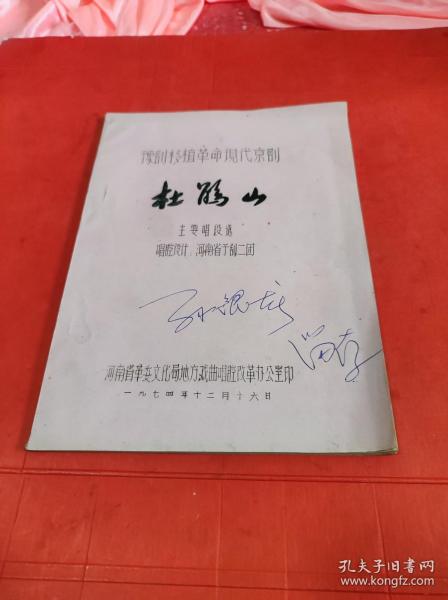 豫剧移植革命现代京剧
杜鹃山
主要唱段选
唱腔设计：河南省豫剧二团
留存
河南省革委文化局地方戏曲唱腔改革办公室印
一九七四年十二月十六日
孔夫子旧书网
www.kongfz.com